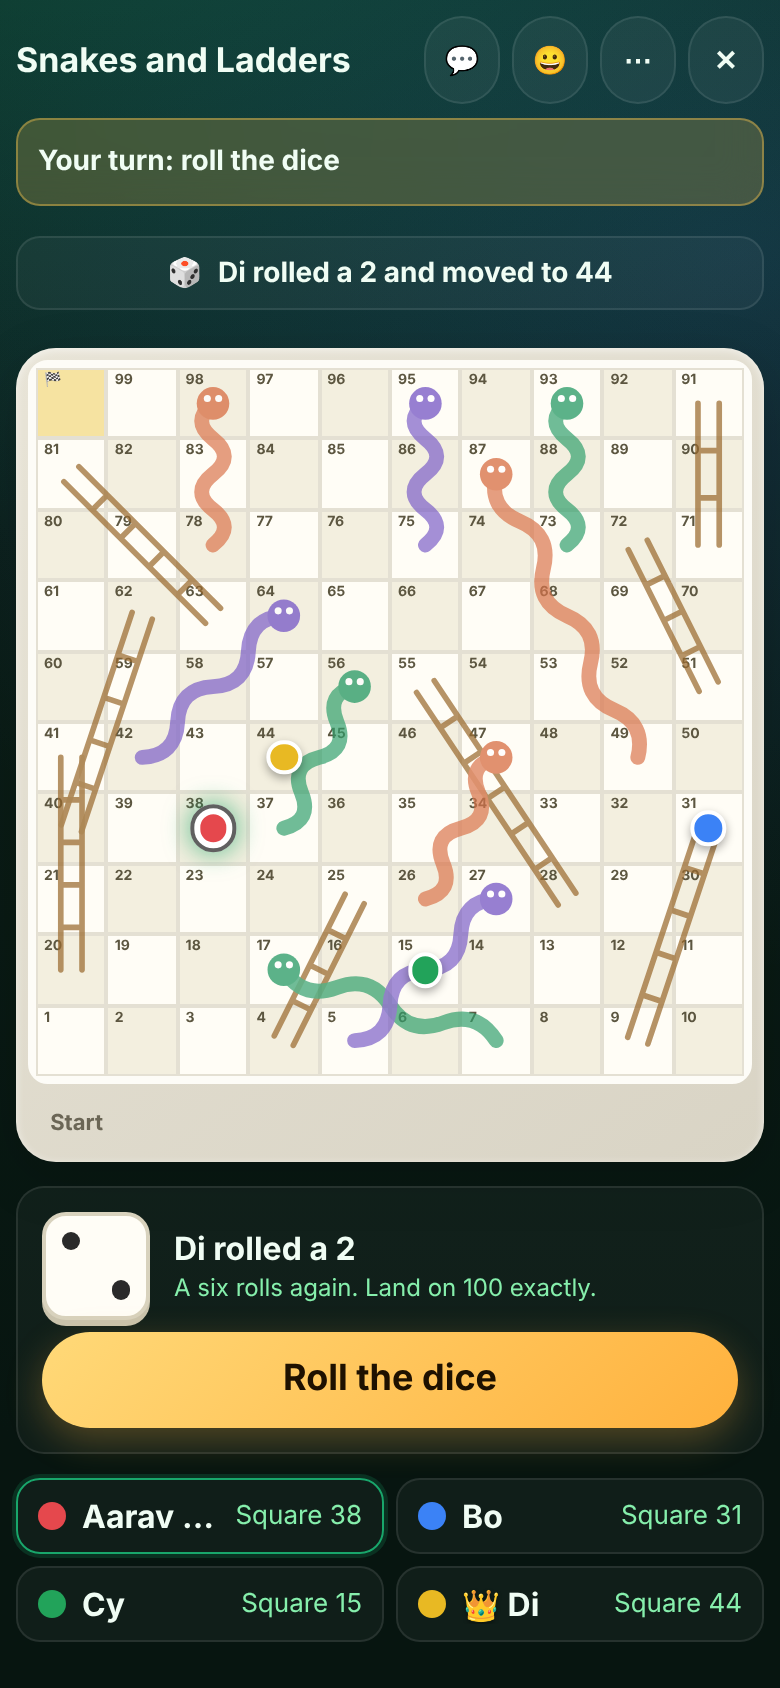 Snakes and Ladders
Your turn: roll the dice
Di rolled a 2 and moved to 44
99 98 97 96 95 94 93 92 91
81 82 83 84 85 86 87 88 89 90
80 79 78 77 76 75 74 73 72 71
61 62 63 64 65 66 67 68 69 70
60 59 58 57 56 55 54 53 52 51
41 42 43 44 45 46 47 48 49 50
40 39 38 37 36 35 34 33 32 31
21 22 23 24 25 26 27 28 29 30
20 19 18 17 16 15 14 13 12 11
1 2 3 4 5 6 7 8 9 10
Start
Di rolled a 2
A six rolls again. Land on 100 exactly.
Roll the dice
Aarav ... Square 38
Bo Square 31
Cy Square 15
Di Square 44